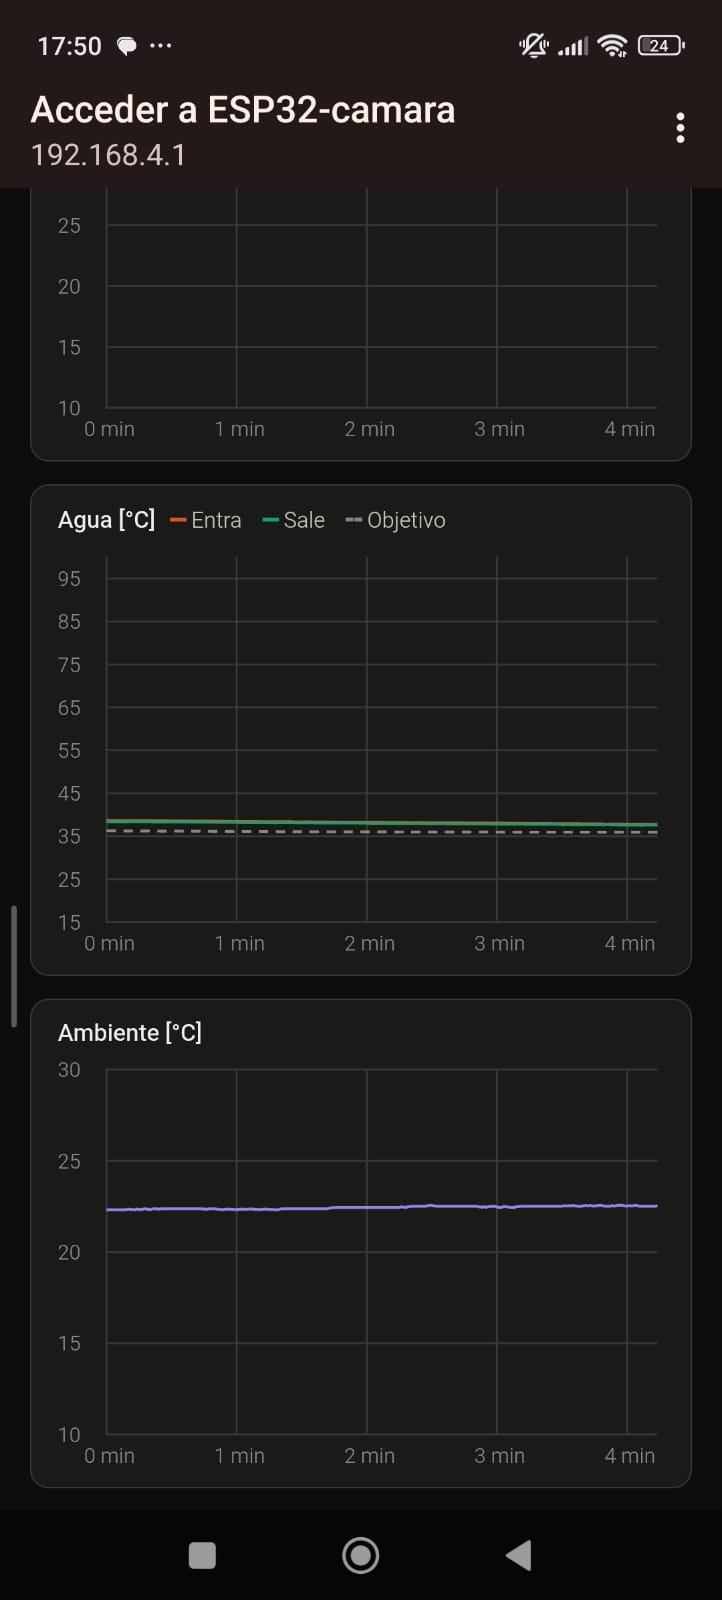 17:50 ... 24
Acceder a ESP32-camara
192.168.4.1
25
20
15
10
0 min 1 min 2 min 3 min 4 min
Agua [°C] Entra Sale Objetivo
95
85
75
65
55
45
35
25
15
0 min 1 min 2 min 3 min 4 min
Ambiente [°C]
30
25
20
15
10
0 min 1 min 2 min 3 min 4 min